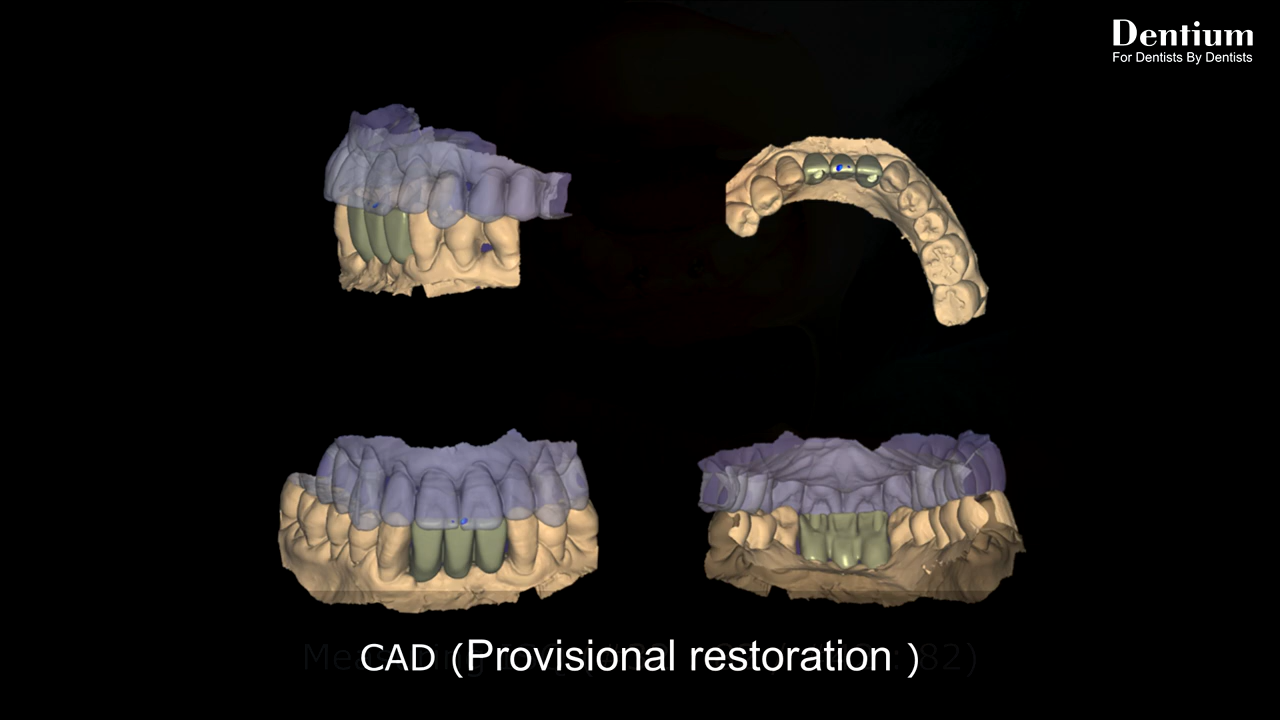 Dentium
For Dentists By Dentists
CAD (Provisional restoration )